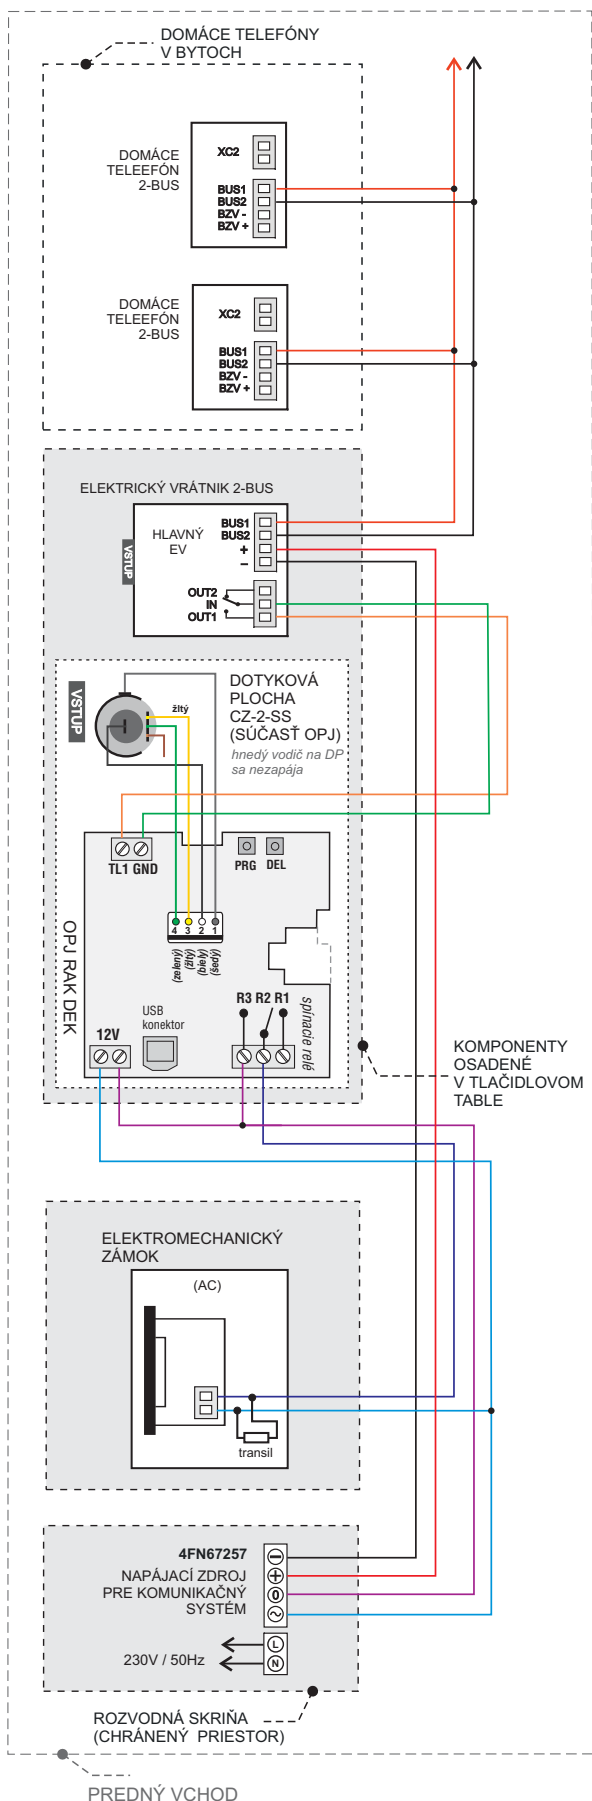 DOMÁCE TELEFÓNY
V BYTOCH
DOMÁCE
TELEEFÓN
2-BUS
XC2
BUS1
BUS2
BZV -
BZV +
DOMÁCE
TELEEFÓN
2-BUS
XC2
BUS1
BUS2
BZV -
BZV +
ELEKTRICKÝ VRÁTNIK 2-BUS
HLAVNÝ
EV
VSTUP
BUS1
BUS2
+
–
OUT2
IN
OUT1
VSTUP
žltý
DOTYKOVÁ
PLOCHA
CZ-2-SS
(SÚČASŤ OPJ)
hnedý vodič na DP
sa nezapája
TL1 GND
PRG DEL
4 3 2 1
(zelený)
(žltý)
(biely)
(šedý)
OPJ RAK DEK
12V
USB
konektor
R3 R2 R1
spínacie relé
KOMPONENTY
OSADENÉ
V TLAČIDLOVOM
TABLE
ELEKTROMECHANICKÝ
ZÁMOK
(AC)
transil
4FN67257
NAPÁJACÍ ZDROJ
PRE KOMUNIKAČNÝ
SYSTÉM
–
+
0
~
230V / 50Hz
L
N
ROZVODNÁ SKRIŇA
(CHRÁNENÝ PRIESTOR)
PREDNÝ VCHOD